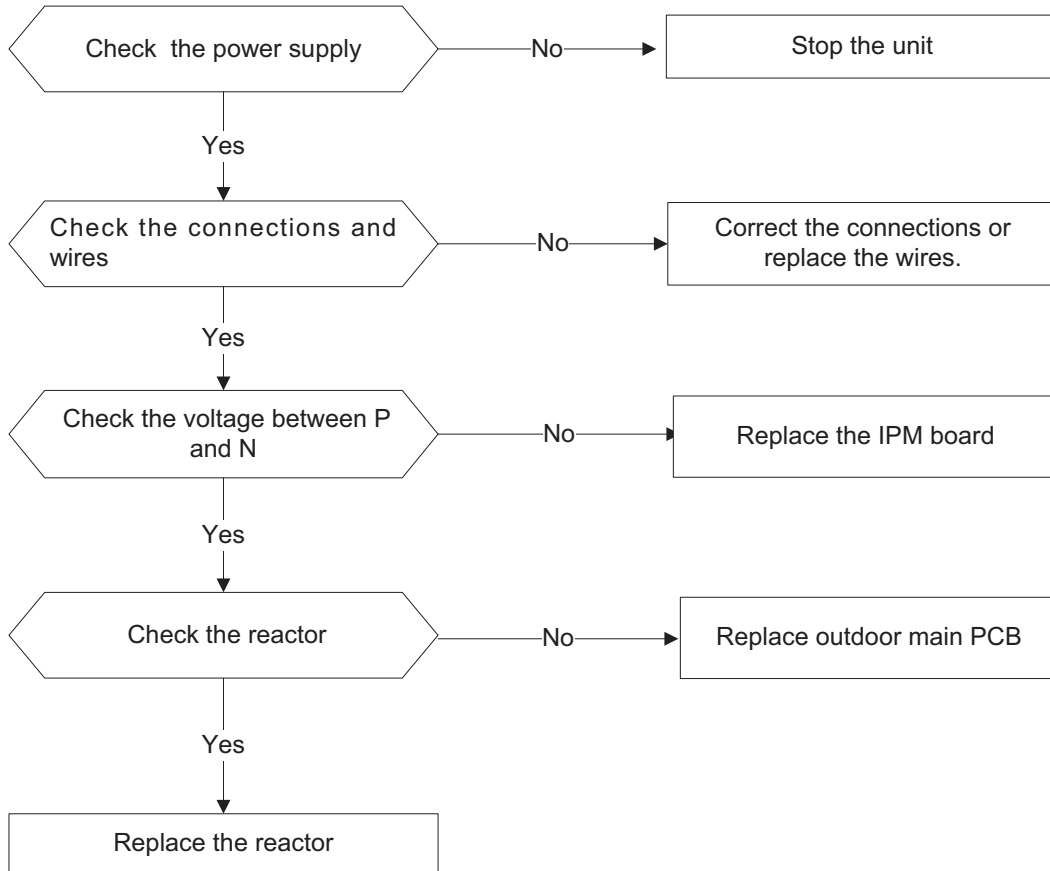 Check the power supply
No
Stop the unit
Yes
Check the connections and
wires
No
Correct the connections or
replace the wires.
Yes
Check the voltage between P
and N
No
Replace the IPM board
Yes
Check the reactor
No
Replace outdoor main PCB
Yes
Replace the reactor